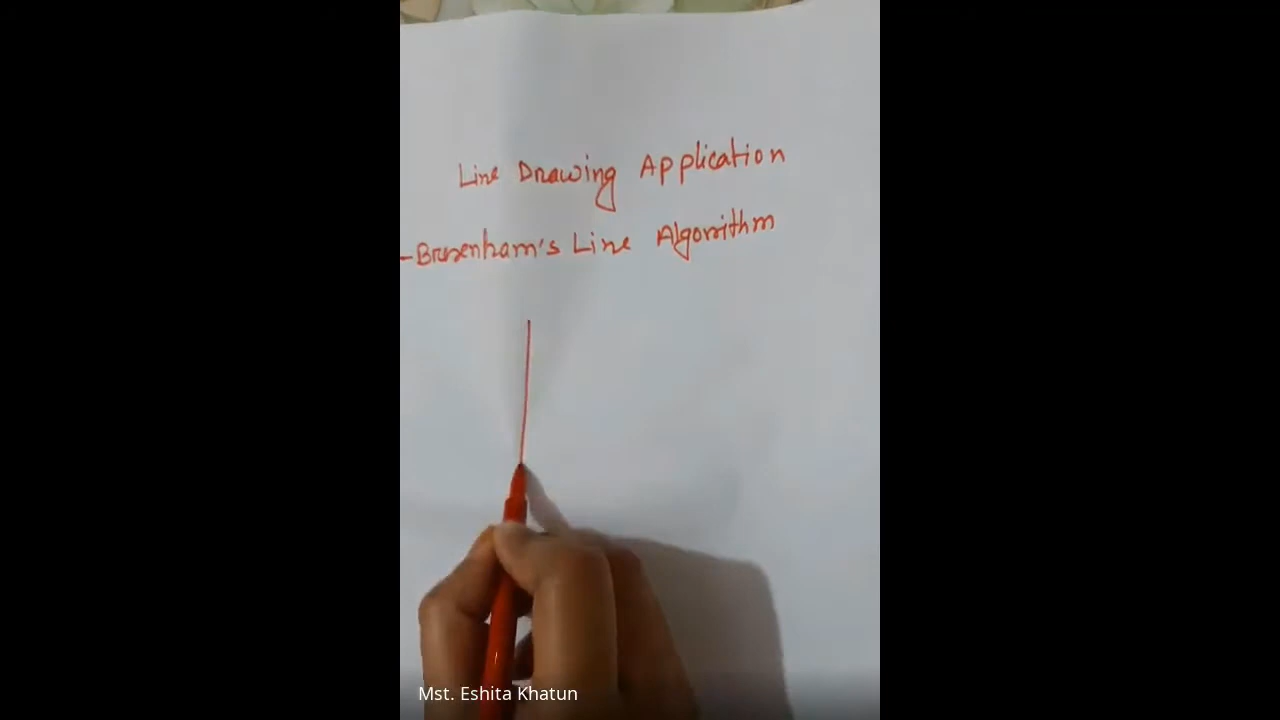 Line Drawing Application
-Bresenham's Line Algorithm
Mst. Eshita Khatun